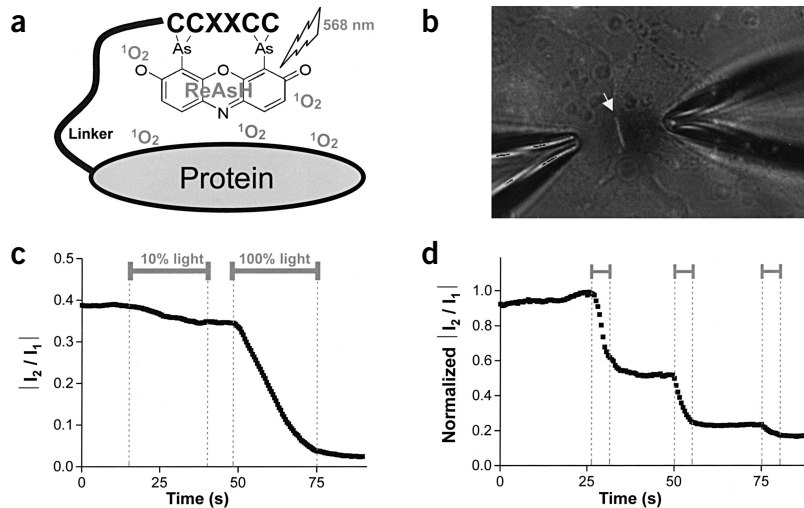 a
CCXXCC
568 nm
As As
¹O₂
O O
ReAsH
¹O₂
N
Linker
¹O₂ ¹O₂ ¹O₂
Protein
b
c
10% light 100% light
0.5
0.4
0.3
0.2
0.1
0.0
| I₂ / I₁ |
0 25 50 75
Time (s)
d
1.0
0.8
0.6
0.4
0.2
0.0
Normalized | I₂ / I₁ |
0 25 50 75
Time (s)